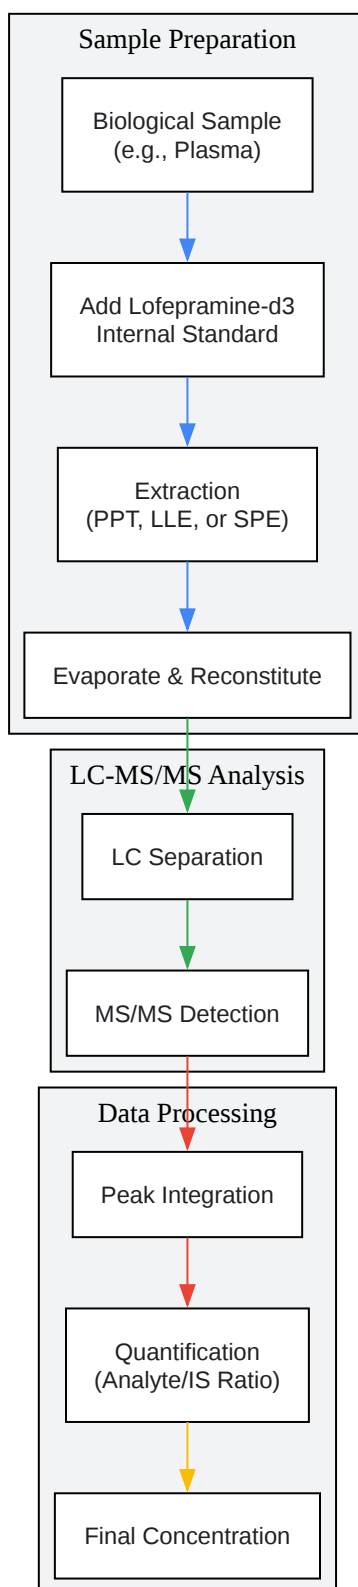 Sample Preparation
Biological Sample
(e.g., Plasma)
Add Lofepramine-d3
Internal Standard
Extraction
(PPT, LLE, or SPE)
Evaporate & Reconstitute
LC-MS/MS Analysis
LC Separation
MS/MS Detection
Data Processing
Peak Integration
Quantification
(Analyte/IS Ratio)
Final Concentration